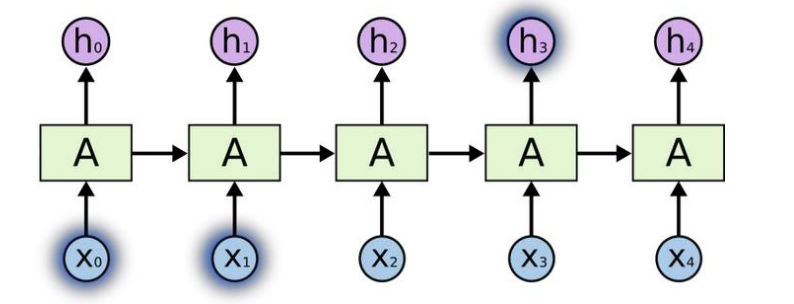 h₀ h₁ h₂ h₃ h₄
A A A A A
x₀ x₁ x₂ x₃ x₄